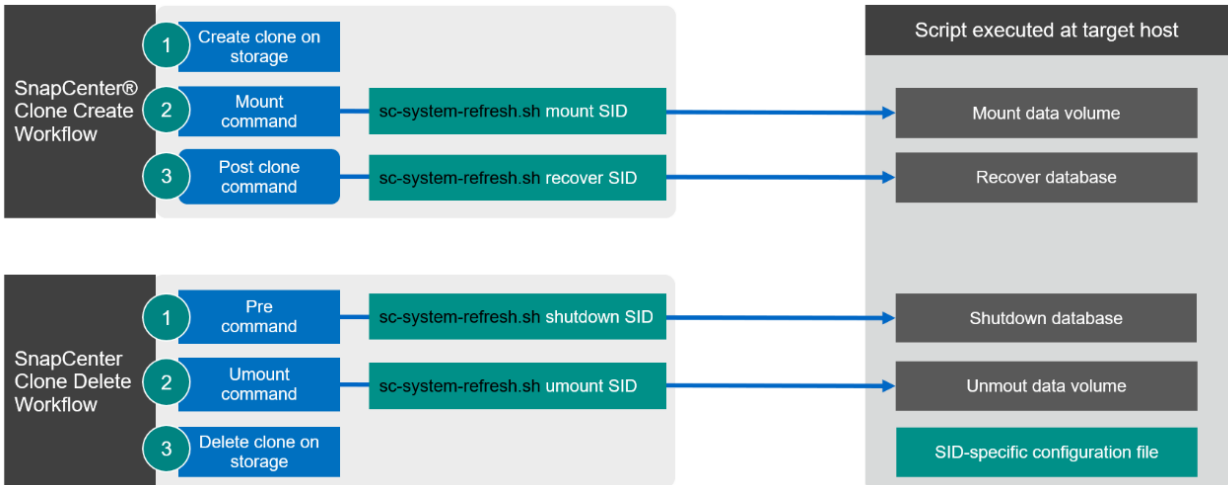 SnapCenter®
Clone Create
Workflow
1
Create clone on
storage
2
Mount
command
sc-system-refresh.sh mount SID
3
Post clone
command
sc-system-refresh.sh recover SID
Script executed at target host
Mount data volume
Recover database
SnapCenter
Clone Delete
Workflow
1
Pre
command
sc-system-refresh.sh shutdown SID
2
Umount
command
sc-system-refresh.sh umount SID
3
Delete clone on
storage
Shutdown database
Unmout data volume
SID-specific configuration file